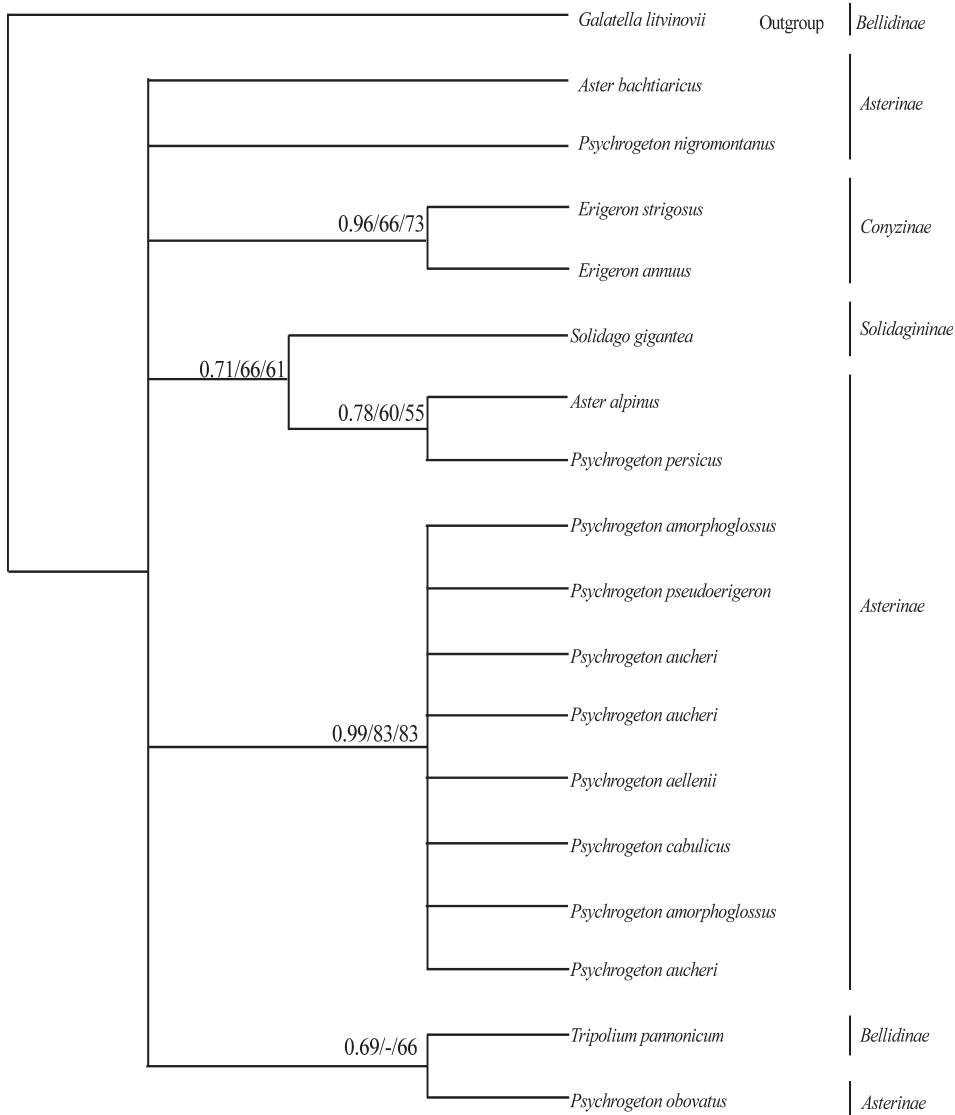 Galatella litvinovii Outgroup Bellidinae
Aster bachtiaricus
Asterinae
Psychrogeton nigromontanus
Erigeron strigosus
0.96/66/73
Conyzinae
Erigeron annuus
Solidagininae
Solidago gigantea
0.71/66/61
Aster alpinus
0.78/60/55
Psychrogeton persicus
Psychrogeton amorphoglossus
Psychrogeton pseudoerigeron
Asterinae
Psychrogeton aucheri
Psychrogeton aucheri
0.99/83/83
Psychrogeton aellenii
Psychrogeton cabulicus
Psychrogeton amorphoglossus
Psychrogeton aucheri
Tripolium pannonicum Bellidinae
0.69/-/66
Psychrogeton obovatus Asterinae